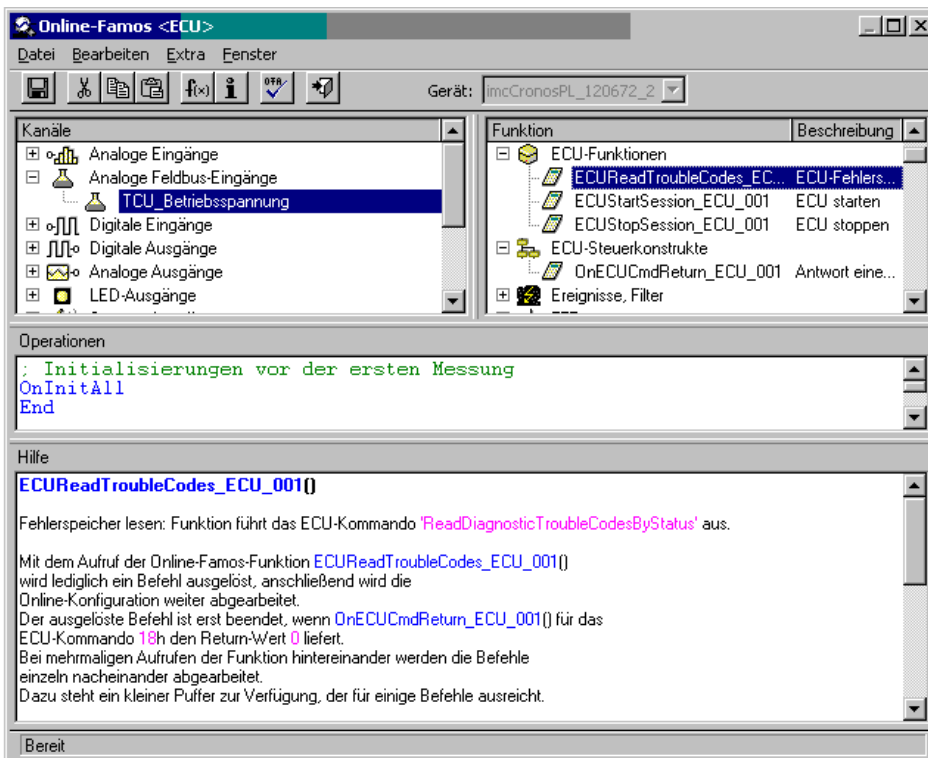 Online-Famos <ECU>
Datei Bearbeiten Extra Fenster
f(x) i OTR Gerät: imcCronosPL_120672_2
Kanäle
Analoge Eingänge
Analoge Feldbus-Eingänge
TCU_Betriebsspannung
Digitale Eingänge
Digitale Ausgänge
Analoge Ausgänge
LED-Ausgänge
Funktion Beschreibung
ECU-Funktionen
ECUReadTroubleCodes_EC... ECU-Fehlers...
ECUStartSession_ECU_001 ECU starten
ECUStopSession_ECU_001 ECU stoppen
ECU-Steuerkonstrukte
OnECUCmdReturn_ECU_001 Antwort eine...
Ereignisse, Filter
Operationen
; Initialisierungen vor der ersten Messung
OnInitAll
End
Hilfe
ECUReadTroubleCodes_ECU_001()
Fehlerspeicher lesen: Funktion führt das ECU-Kommando 'ReadDiagnosticTroubleCodesByStatus' aus.
Mit dem Aufruf der Online-Famos-Funktion ECUReadTroubleCodes_ECU_001()
wird lediglich ein Befehl ausgelöst, anschließend wird die
Online-Konfiguration weiter abgearbeitet.
Der ausgelöste Befehl ist erst beendet, wenn OnECUCmdReturn_ECU_001() für das
ECU-Kommando 18h den Return-Wert 0 liefert.
Bei mehrmaligen Aufrufen der Funktion hintereinander werden die Befehle
einzeln nacheinander abgearbeitet.
Dazu steht ein kleiner Puffer zur Verfügung, der für einige Befehle ausreicht.
Bereit